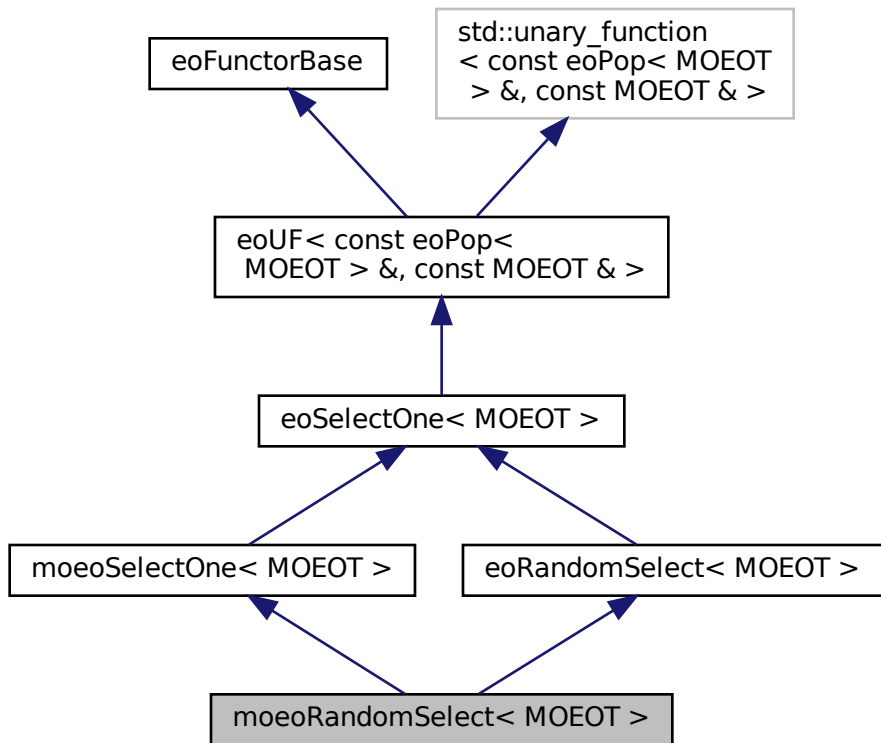 eoFunctorBase
std::unary_function
< const eoPop< MOEOT
> &, const MOEOT & >
eoUF< const eoPop<
MOEOT > &, const MOEOT & >
eoSelectOne< MOEOT >
moeoSelectOne< MOEOT >
eoRandomSelect< MOEOT >
moeoRandomSelect< MOEOT >